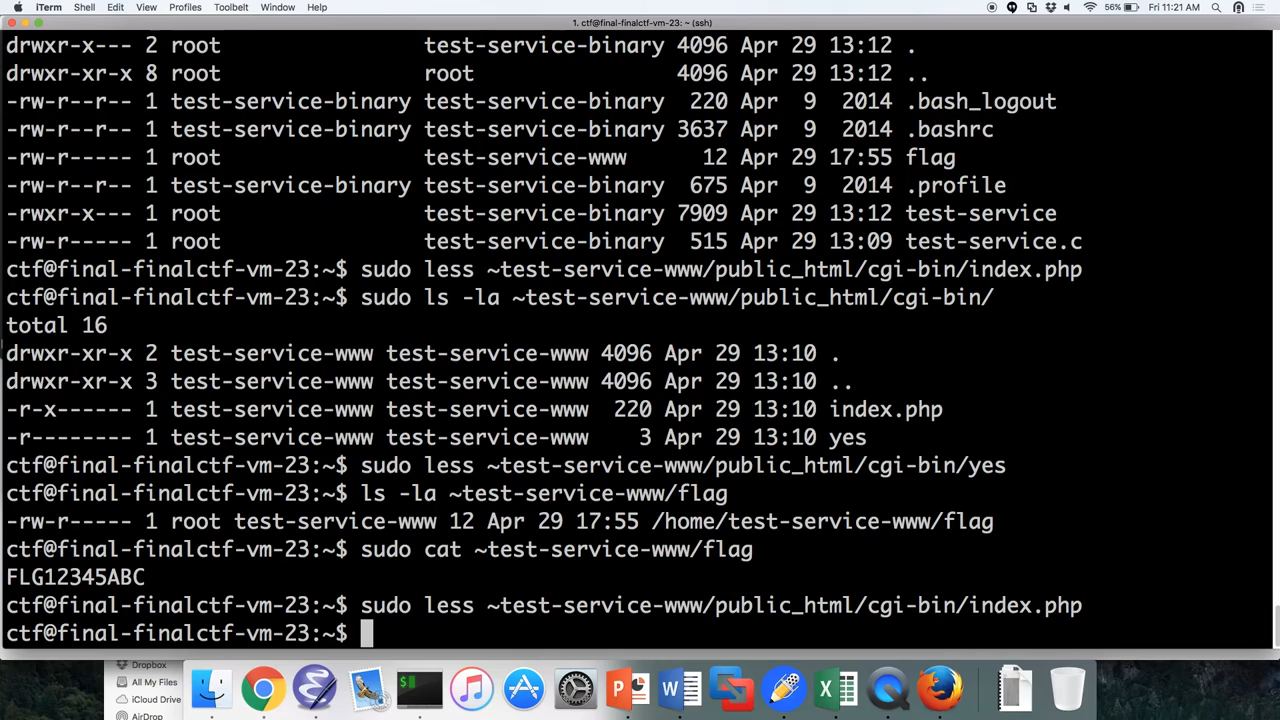 iTerm Shell Edit View Profiles Toolbelt Window Help 56% Fri 11:21 AM
1. ctf@final-finalctf-vm-23: ~ (ssh)
drwxr-x--- 2 root test-service-binary 4096 Apr 29 13:12 .
drwxr-xr-x 8 root root 4096 Apr 29 13:12 ..
-rw-r--r-- 1 test-service-binary test-service-binary 220 Apr 9 2014 .bash_logout
-rw-r--r-- 1 test-service-binary test-service-binary 3637 Apr 9 2014 .bashrc
-rw-r----- 1 root test-service-www 12 Apr 29 17:55 flag
-rw-r--r-- 1 test-service-binary test-service-binary 675 Apr 9 2014 .profile
-rwxr-x--- 1 root test-service-binary 7909 Apr 29 13:12 test-service
-rw-r----- 1 root test-service-binary 515 Apr 29 13:09 test-service.c
ctf@final-finalctf-vm-23:~$ sudo less ~test-service-www/public_html/cgi-bin/index.php
ctf@final-finalctf-vm-23:~$ sudo ls -la ~test-service-www/public_html/cgi-bin/
total 16
drwxr-xr-x 2 test-service-www test-service-www 4096 Apr 29 13:10 .
drwxr-xr-x 3 test-service-www test-service-www 4096 Apr 29 13:10 ..
-r-x------ 1 test-service-www test-service-www 220 Apr 29 13:10 index.php
-r-------- 1 test-service-www test-service-www 3 Apr 29 13:10 yes
ctf@final-finalctf-vm-23:~$ sudo less ~test-service-www/public_html/cgi-bin/yes
ctf@final-finalctf-vm-23:~$ ls -la ~test-service-www/flag
-rw-r----- 1 root test-service-www 12 Apr 29 17:55 /home/test-service-www/flag
ctf@final-finalctf-vm-23:~$ sudo cat ~test-service-www/flag
FLG12345ABC
ctf@final-finalctf-vm-23:~$ sudo less ~test-service-www/public_html/cgi-bin/index.php
ctf@final-finalctf-vm-23:~$
Dropbox
All My Files
iCloud Drive
AirDrop